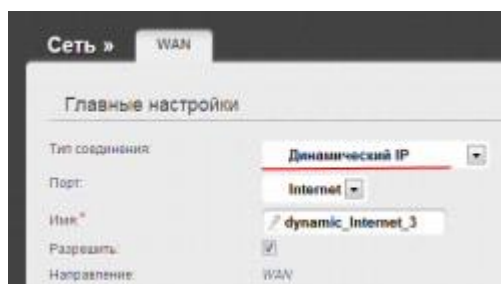 Сеть » WAN
Главные настройки
Тип соединения: Динамический IP
Порт: Internet
Имя:* dynamic_Internet_3
Разрешить:
Направление: WAN